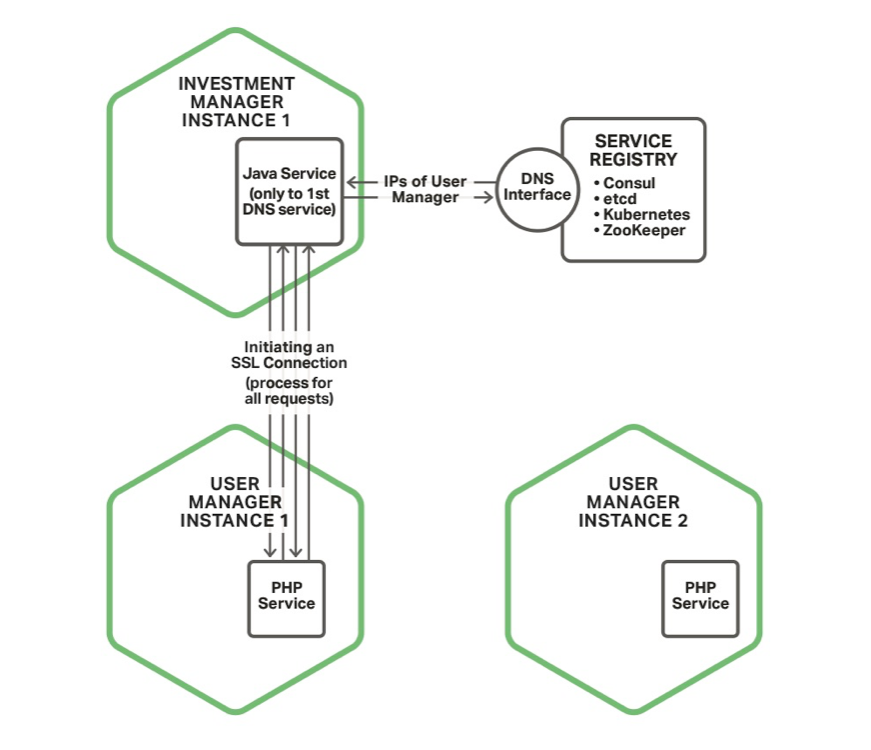 INVESTMENT
MANAGER
INSTANCE 1
Java Service
(only to 1st
DNS service)
IPs of User
Manager
DNS
Interface
SERVICE
REGISTRY
• Consul
• etcd
• Kubernetes
• ZooKeeper
Initiating an
SSL Connection
(process for
all requests)
USER
MANAGER
INSTANCE 1
PHP
Service
USER
MANAGER
INSTANCE 2
PHP
Service